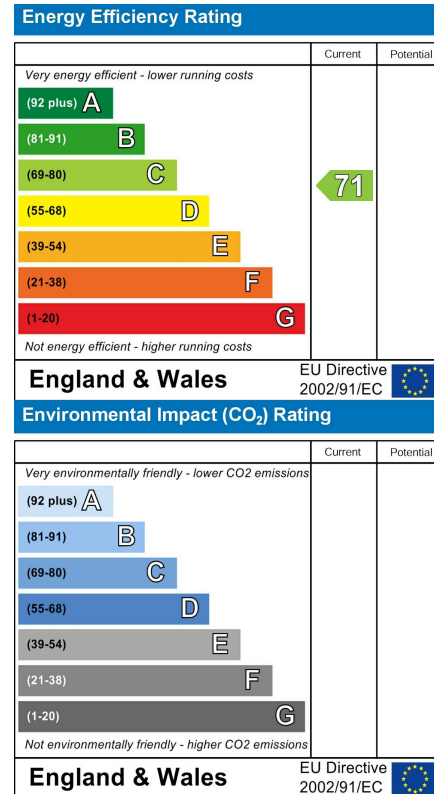 Energy Efficiency Rating
Current Potential
Very energy efficient - lower running costs
(92 plus) A
(81-91) B
(69-80) C
71
(55-68) D
(39-54) E
(21-38) F
(1-20) G
Not energy efficient - higher running costs
England & Wales
EU Directive
2002/91/EC
Environmental Impact (CO₂) Rating
Current Potential
Very environmentally friendly - lower CO2 emissions
(92 plus) A
(81-91) B
(69-80) C
(55-68) D
(39-54) E
(21-38) F
(1-20) G
Not environmentally friendly - higher CO2 emissions
England & Wales
EU Directive
2002/91/EC